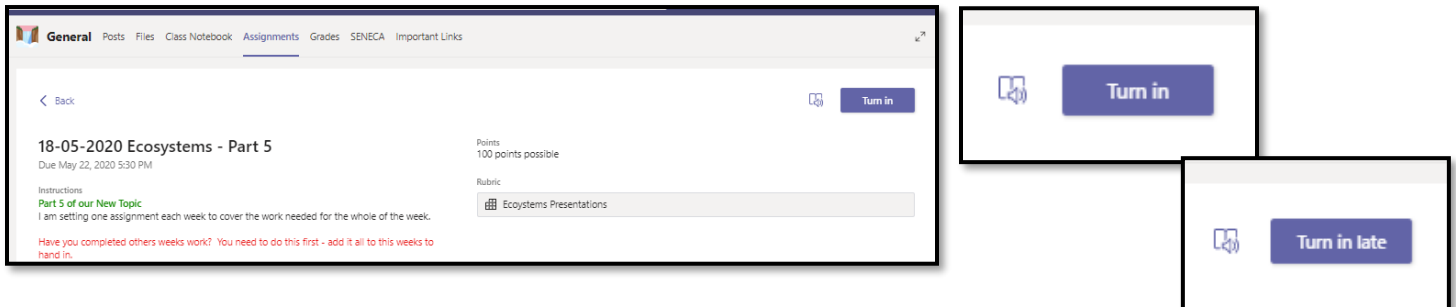 General Posts Files Class Notebook Assignments Grades SENECA Important Links
Back
Turn in
18-05-2020 Ecosystems - Part 5
Due May 22, 2020 5:30 PM
Instructions
Part 5 of our New Topic
I am setting one assignment each week to cover the work needed for the whole of the week.
Have you completed others weeks work? You need to do this first - add it all to this weeks to
hand in.
Points
100 points possible
Rubric
Ecoystems Presentations
Turn in
Turn in late